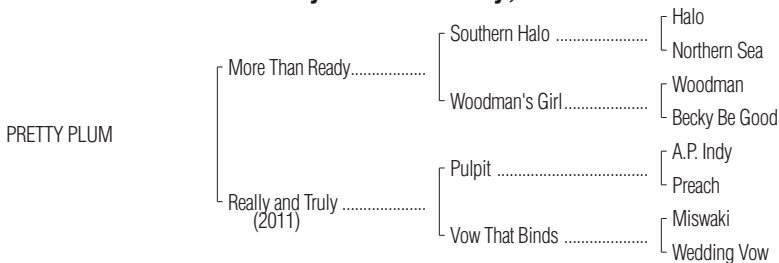 Halo
Southern Halo ......................
Northern Sea
More Than Ready..................
Woodman
Woodman's Girl....................
Becky Be Good
PRETTY PLUM
A.P. Indy
Pulpit ....................................
Preach
Really and Truly ....................
(2011)
Miswaki
Vow That Binds ....................
Wedding Vow